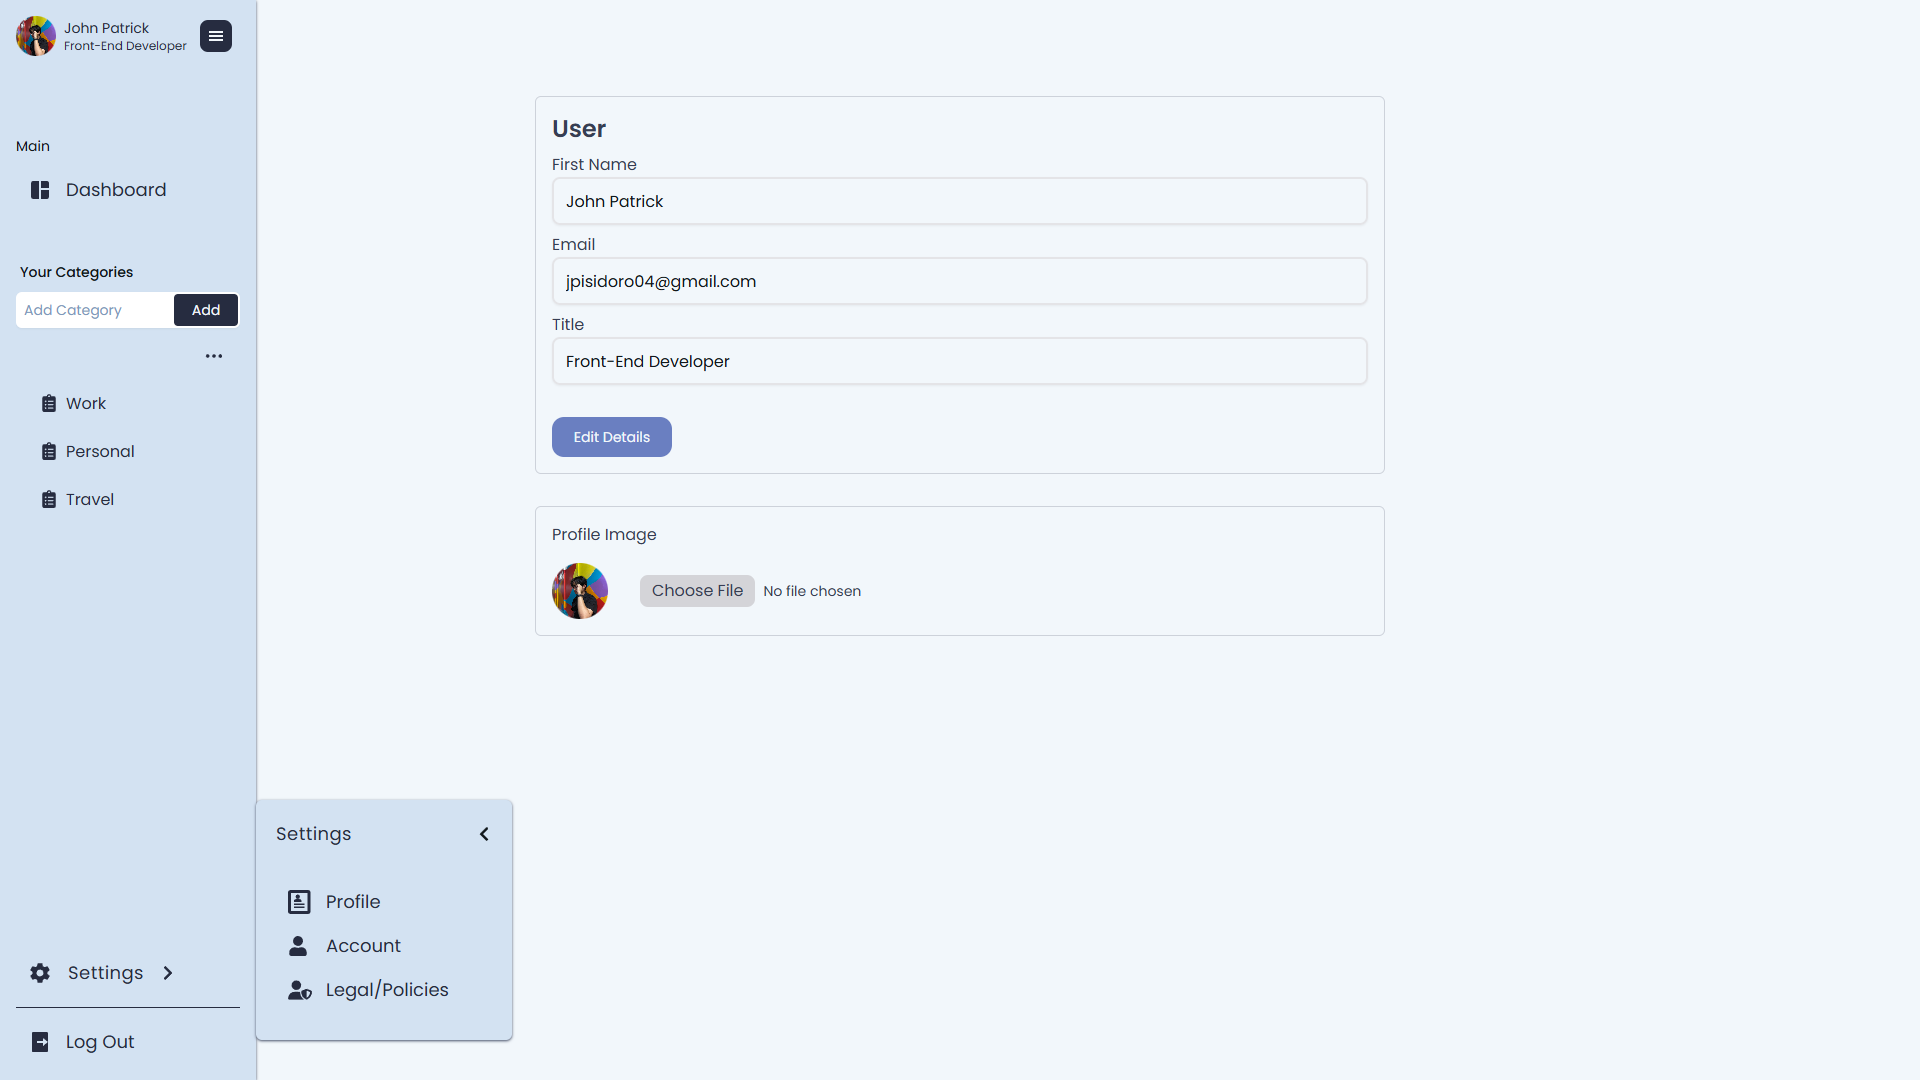 John Patrick
Front-End Developer
Main
Dashboard
Your Categories
Add Category
Add
Work
Personal
Travel
Settings
Log Out
Settings
Profile
Account
Legal/Policies
User
First Name
John Patrick
Email
jpisidoro04@gmail.com
Title
Front-End Developer
Edit Details
Profile Image
Choose File No file chosen